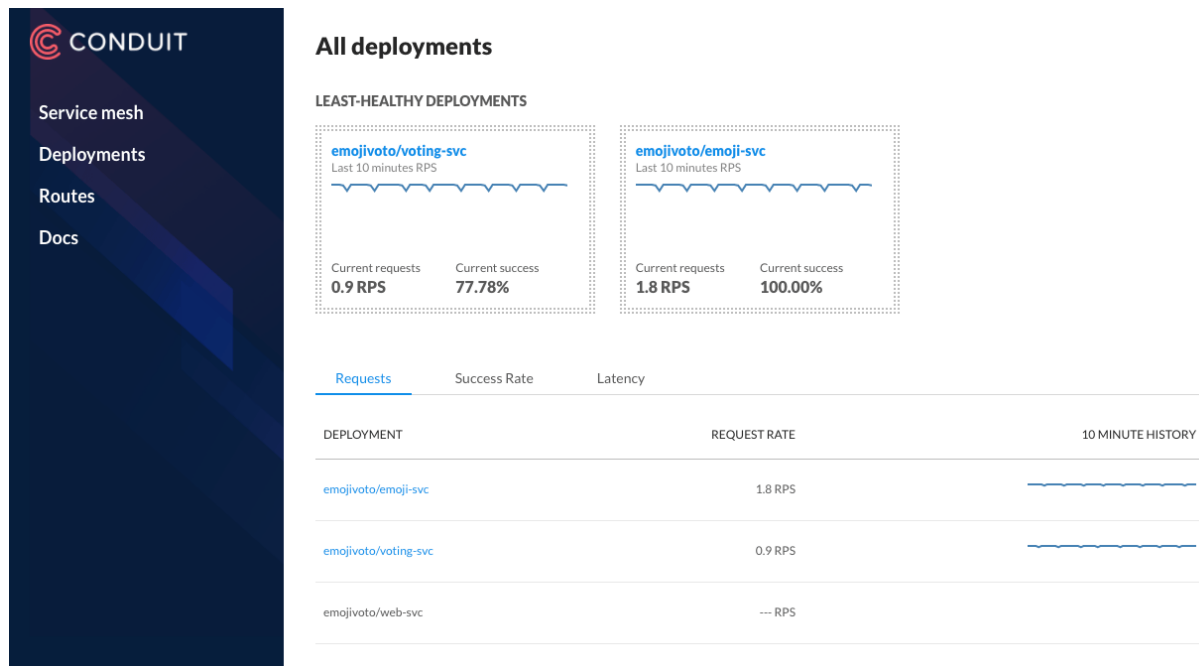 CONDUIT
Service mesh
Deployments
Routes
Docs
All deployments
LEAST-HEALTHY DEPLOYMENTS
emojivoto/voting-svc
Last 10 minutes RPS
Current requests
Current success
0.9 RPS
77.78%
emojivoto/emoji-svc
Last 10 minutes RPS
Current requests
Current success
1.8 RPS
100.00%
Requests
Success Rate
Latency
DEPLOYMENT REQUEST RATE 10 MINUTE HISTORY
emojivoto/emoji-svc 1.8 RPS
emojivoto/voting-svc 0.9 RPS
emojivoto/web-svc --- RPS